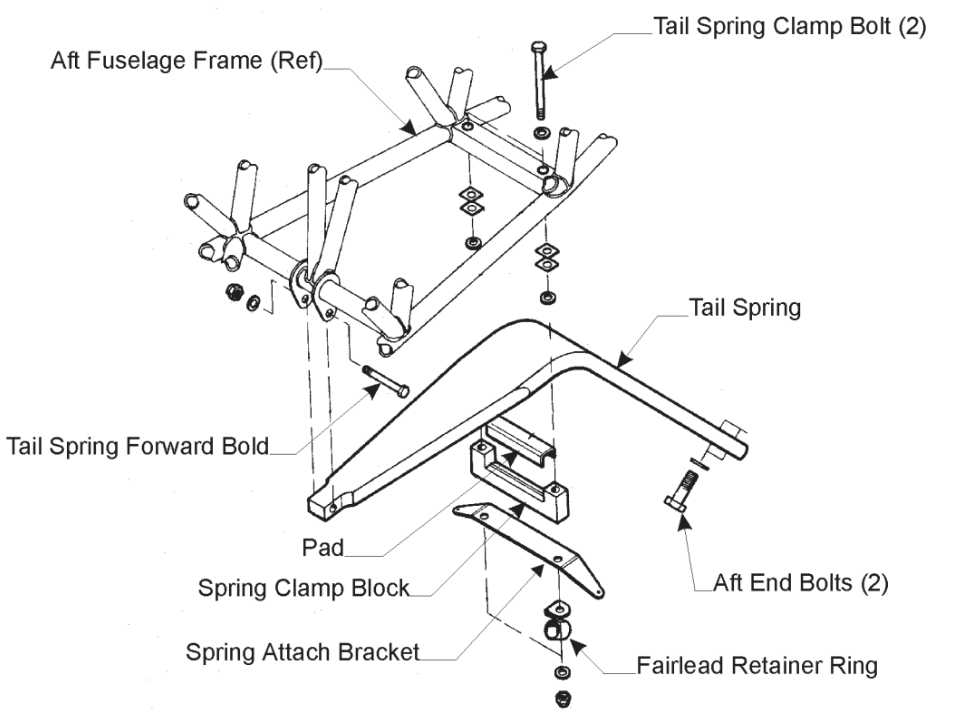 Tail Spring Clamp Bolt (2)
Aft Fuselage Frame (Ref)
Tail Spring
Tail Spring Forward Bold
Pad
Spring Clamp Block
Aft End Bolts (2)
Spring Attach Bracket
Fairlead Retainer Ring